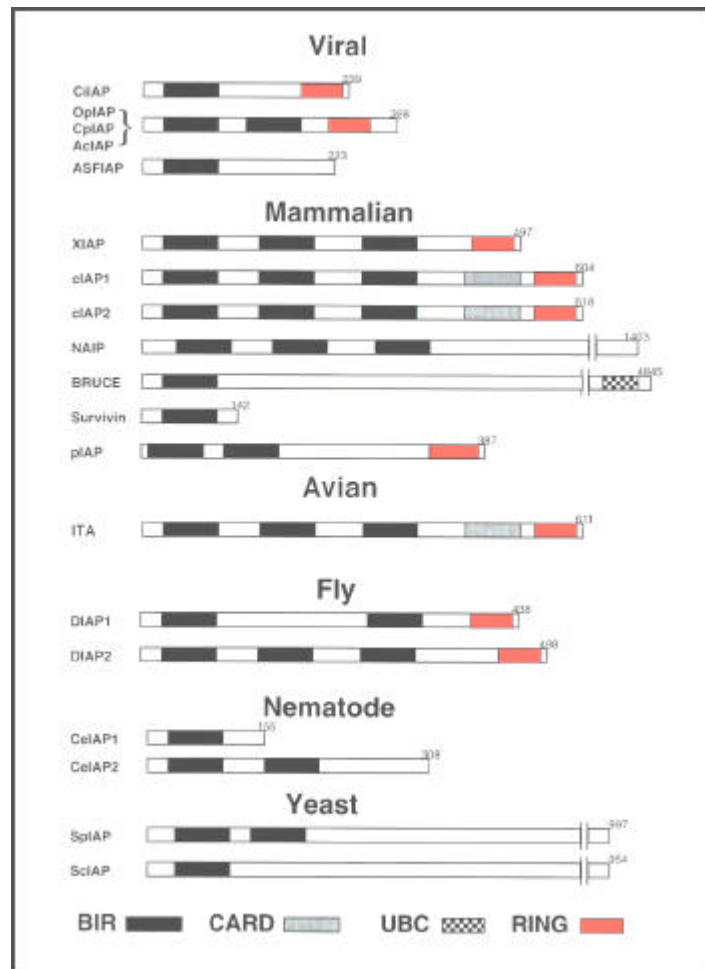 Viral
CiIAP 239
OpIAP
CpIAP 268
AcIAP
ASFIAP 223
Mammalian
XIAP 497
cIAP1 604
cIAP2 618
NAIP 1403
BRUCE 4845
Survivin 142
pIAP 387
Avian
ITA 611
Fly
DIAP1 438
DIAP2 498
Nematode
CeIAP1 155
CeIAP2 308
Yeast
SpIAP 997
ScIAP 954
BIR CARD UBC RING